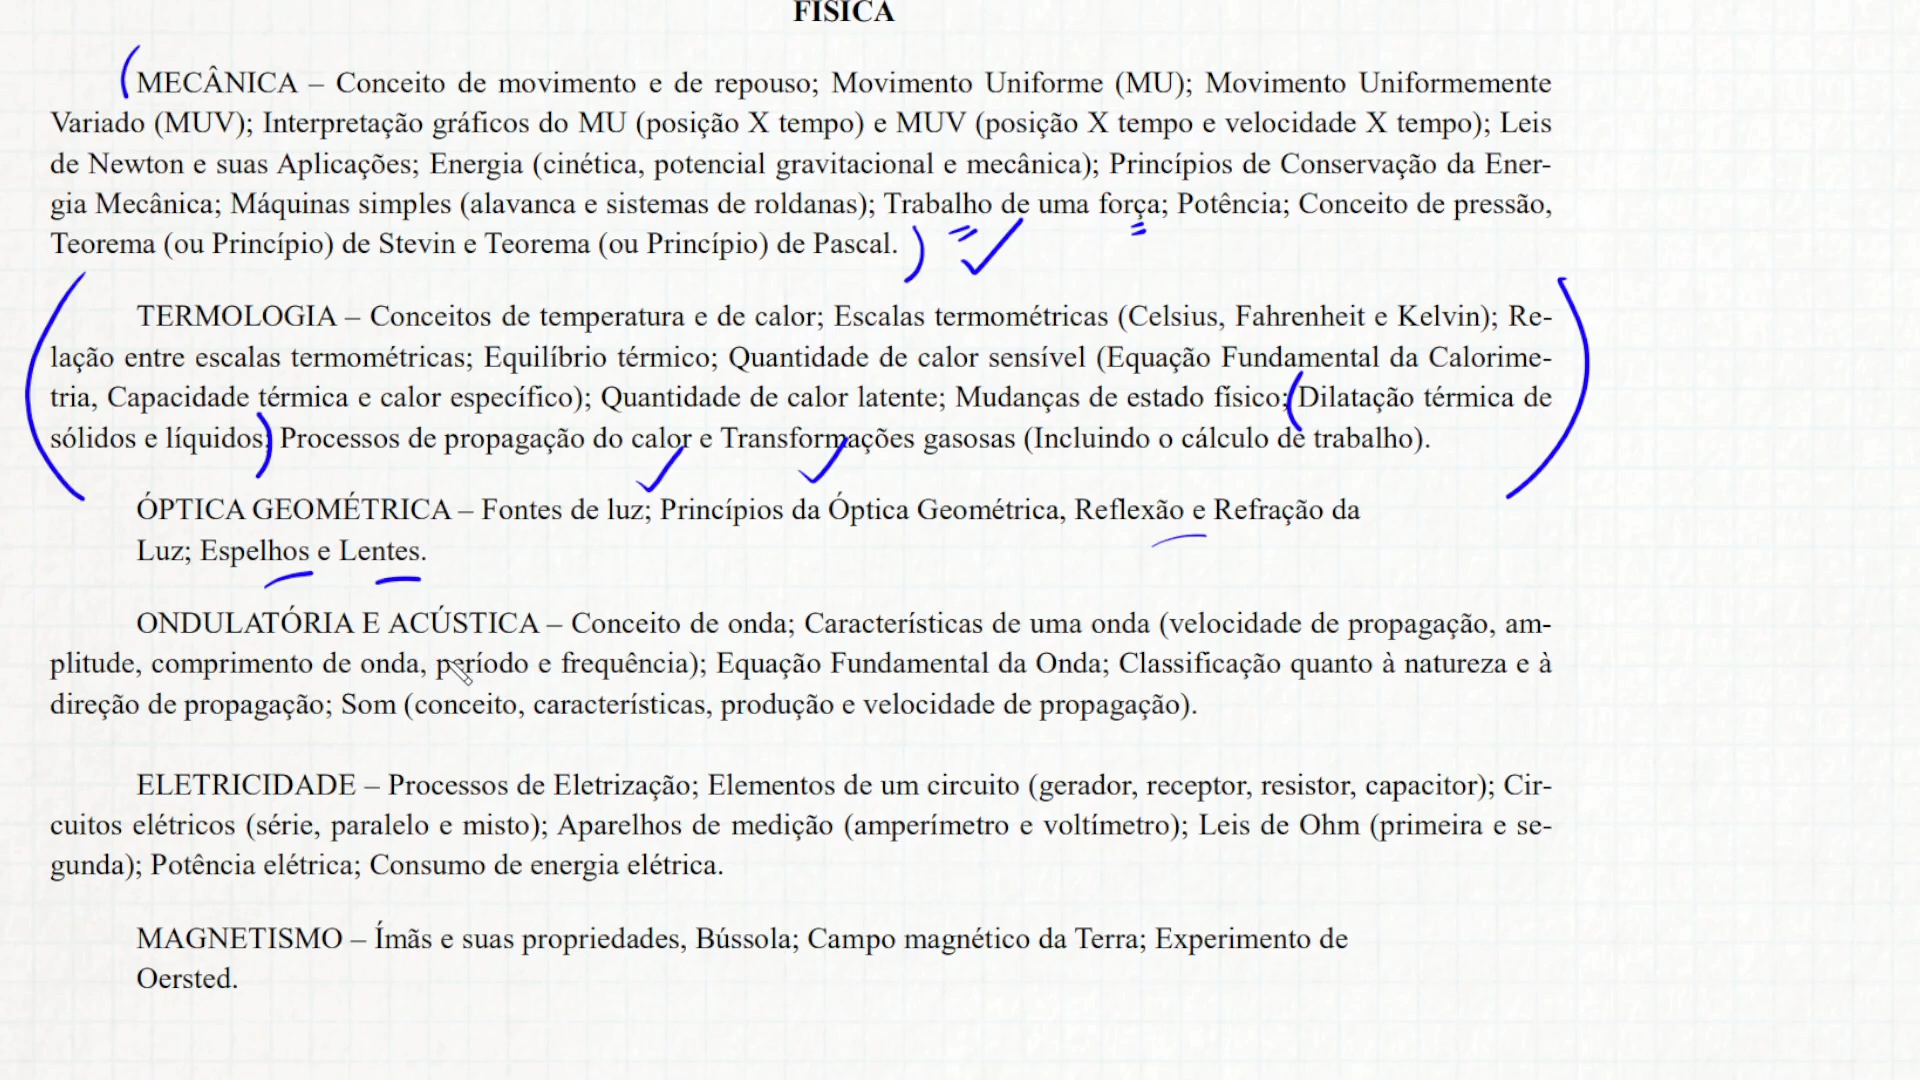 FÍSICA
MECÂNICA – Conceito de movimento e de repouso; Movimento Uniforme (MU); Movimento Uniformemente
Variado (MUV); Interpretação gráficos do MU (posição X tempo) e MUV (posição X tempo e velocidade X tempo); Leis
de Newton e suas Aplicações; Energia (cinética, potencial gravitacional e mecânica); Princípios de Conservação da Ener-
gia Mecânica; Máquinas simples (alavanca e sistemas de roldanas); Trabalho de uma força; Potência; Conceito de pressão,
Teorema (ou Princípio) de Stevin e Teorema (ou Princípio) de Pascal.
TERMOLOGIA – Conceitos de temperatura e de calor; Escalas termométricas (Celsius, Fahrenheit e Kelvin); Re-
lação entre escalas termométricas; Equilíbrio térmico; Quantidade de calor sensível (Equação Fundamental da Calorime-
tria, Capacidade térmica e calor específico); Quantidade de calor latente; Mudanças de estado físico; Dilatação térmica de
sólidos e líquidos; Processos de propagação do calor e Transformações gasosas (Incluindo o cálculo de trabalho).
ÓPTICA GEOMÉTRICA – Fontes de luz; Princípios da Óptica Geométrica, Reflexão e Refração da
Luz; Espelhos e Lentes.
ONDULATÓRIA E ACÚSTICA – Conceito de onda; Características de uma onda (velocidade de propagação, am-
plitude, comprimento de onda, período e frequência); Equação Fundamental da Onda; Classificação quanto à natureza e à
direção de propagação; Som (conceito, características, produção e velocidade de propagação).
ELETRICIDADE – Processos de Eletrização; Elementos de um circuito (gerador, receptor, resistor, capacitor); Cir-
cuitos elétricos (série, paralelo e misto); Aparelhos de medição (amperímetro e voltímetro); Leis de Ohm (primeira e se-
gunda); Potência elétrica; Consumo de energia elétrica.
MAGNETISMO – Ímãs e suas propriedades, Bússola; Campo magnético da Terra; Experimento de
Oersted.